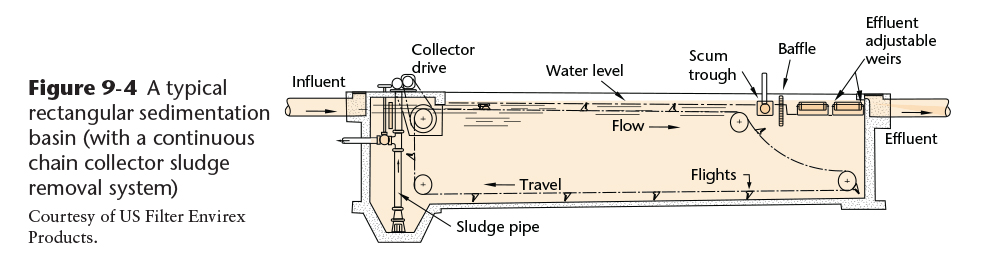 Figure 9-4 A typical
rectangular sedimentation
basin (with a continuous
chain collector sludge
removal system)
Courtesy of US Filter Envirex
Products.
Influent
Collector
drive
Water level
Scum
trough
Baffle
Effluent
adjustable
weirs
Flow
Effluent
Travel
Flights
Sludge pipe